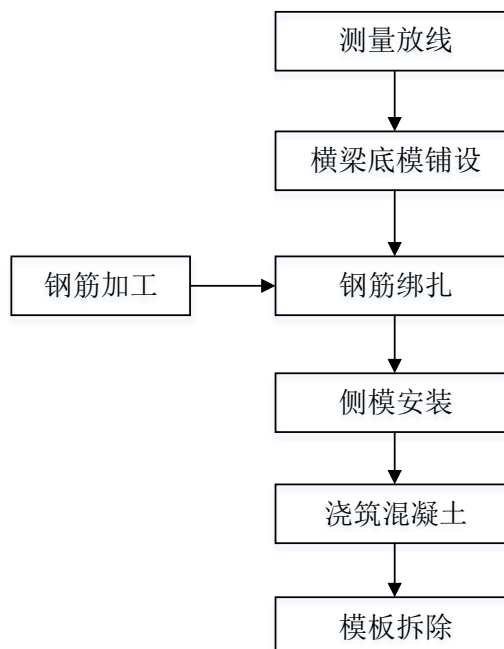 测量放线
横梁底模铺设
钢筋加工
钢筋绑扎
侧模安装
浇筑混凝土
模板拆除